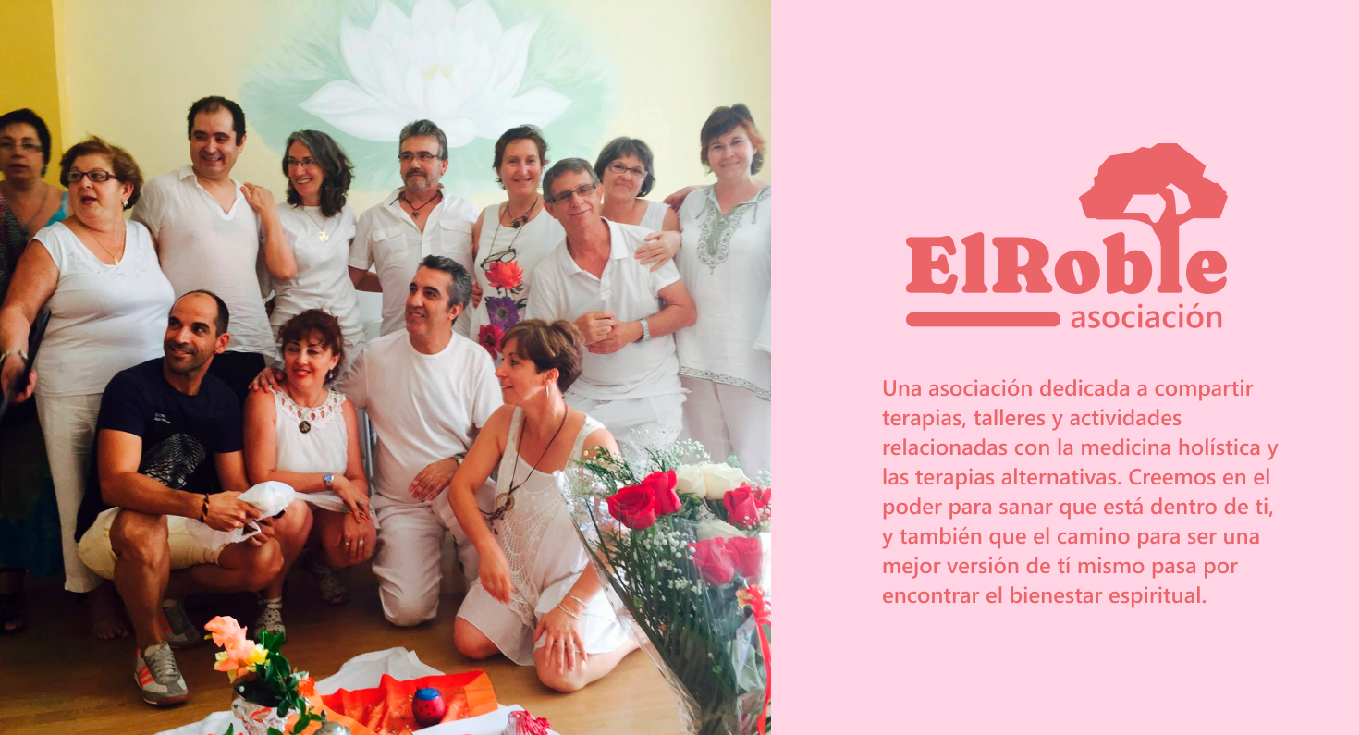 ElRoble
asociación
Una asociación dedicada a compartir
terapias, talleres y actividades
relacionadas con la medicina holística y
las terapias alternativas. Creemos en el
poder para sanar que está dentro de ti,
y también que el camino para ser una
mejor versión de tí mismo pasa por
encontrar el bienestar espiritual.